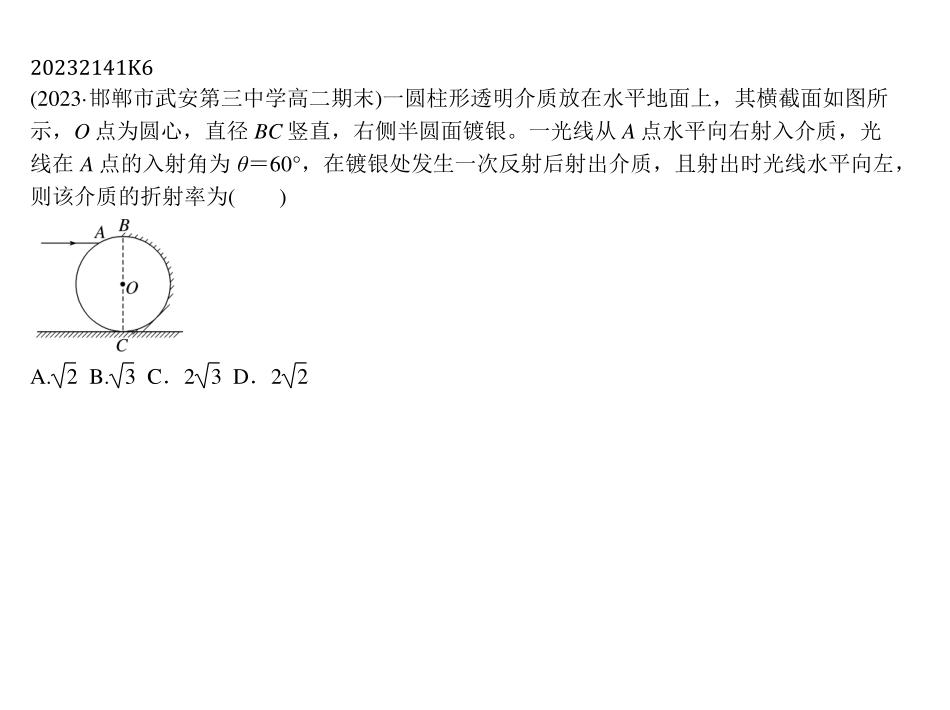 20232141K6
(2023·邯郸市武安第三中学高二期末)一圆柱形透明介质放在水平地面上，其横截面如图所
示，O 点为圆心，直径 BC 竖直，右侧半圆面镀银。一光线从 A 点水平向右射入介质，光
线在 A 点的入射角为 θ＝60°，在镀银处发生一次反射后射出介质，且射出时光线水平向左，
则该介质的折射率为(　　)
A B
O
C
A.√2 B.√3 C．2√3 D．2√2